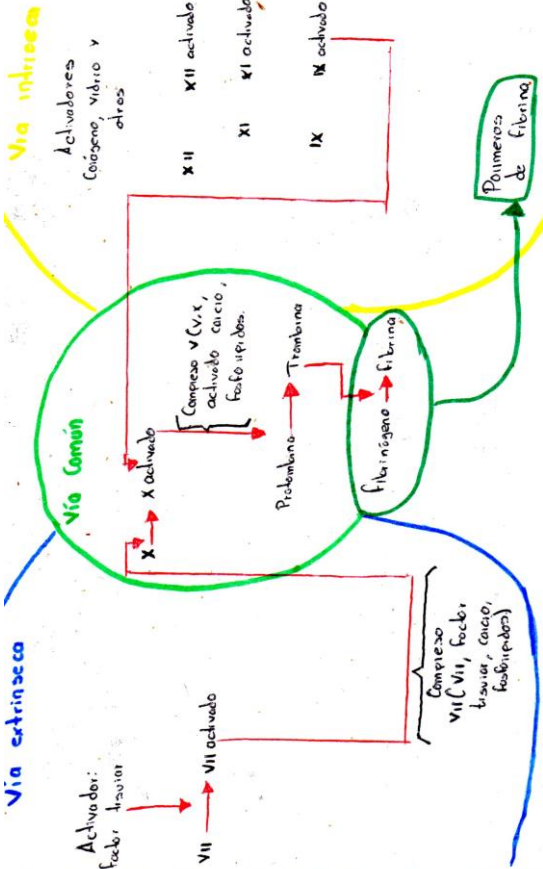 Vía extrínseca
Activador:
factor tisular
VII
VII activado
Complejo
VII (VII, factor
tisular, calcio,
fosfolípidos)
Vía Común
X
X activado
Complejo V (V, X,
activado calcio,
fosfolípidos.
Protombina
Trombina
fibrinógeno
fibrina
Polímeros
de fibrina
Vía intrínseca
Activadores
Colágeno, vidrio y
otros
XII
XII activado
XI
XI activado
IX
IX activado